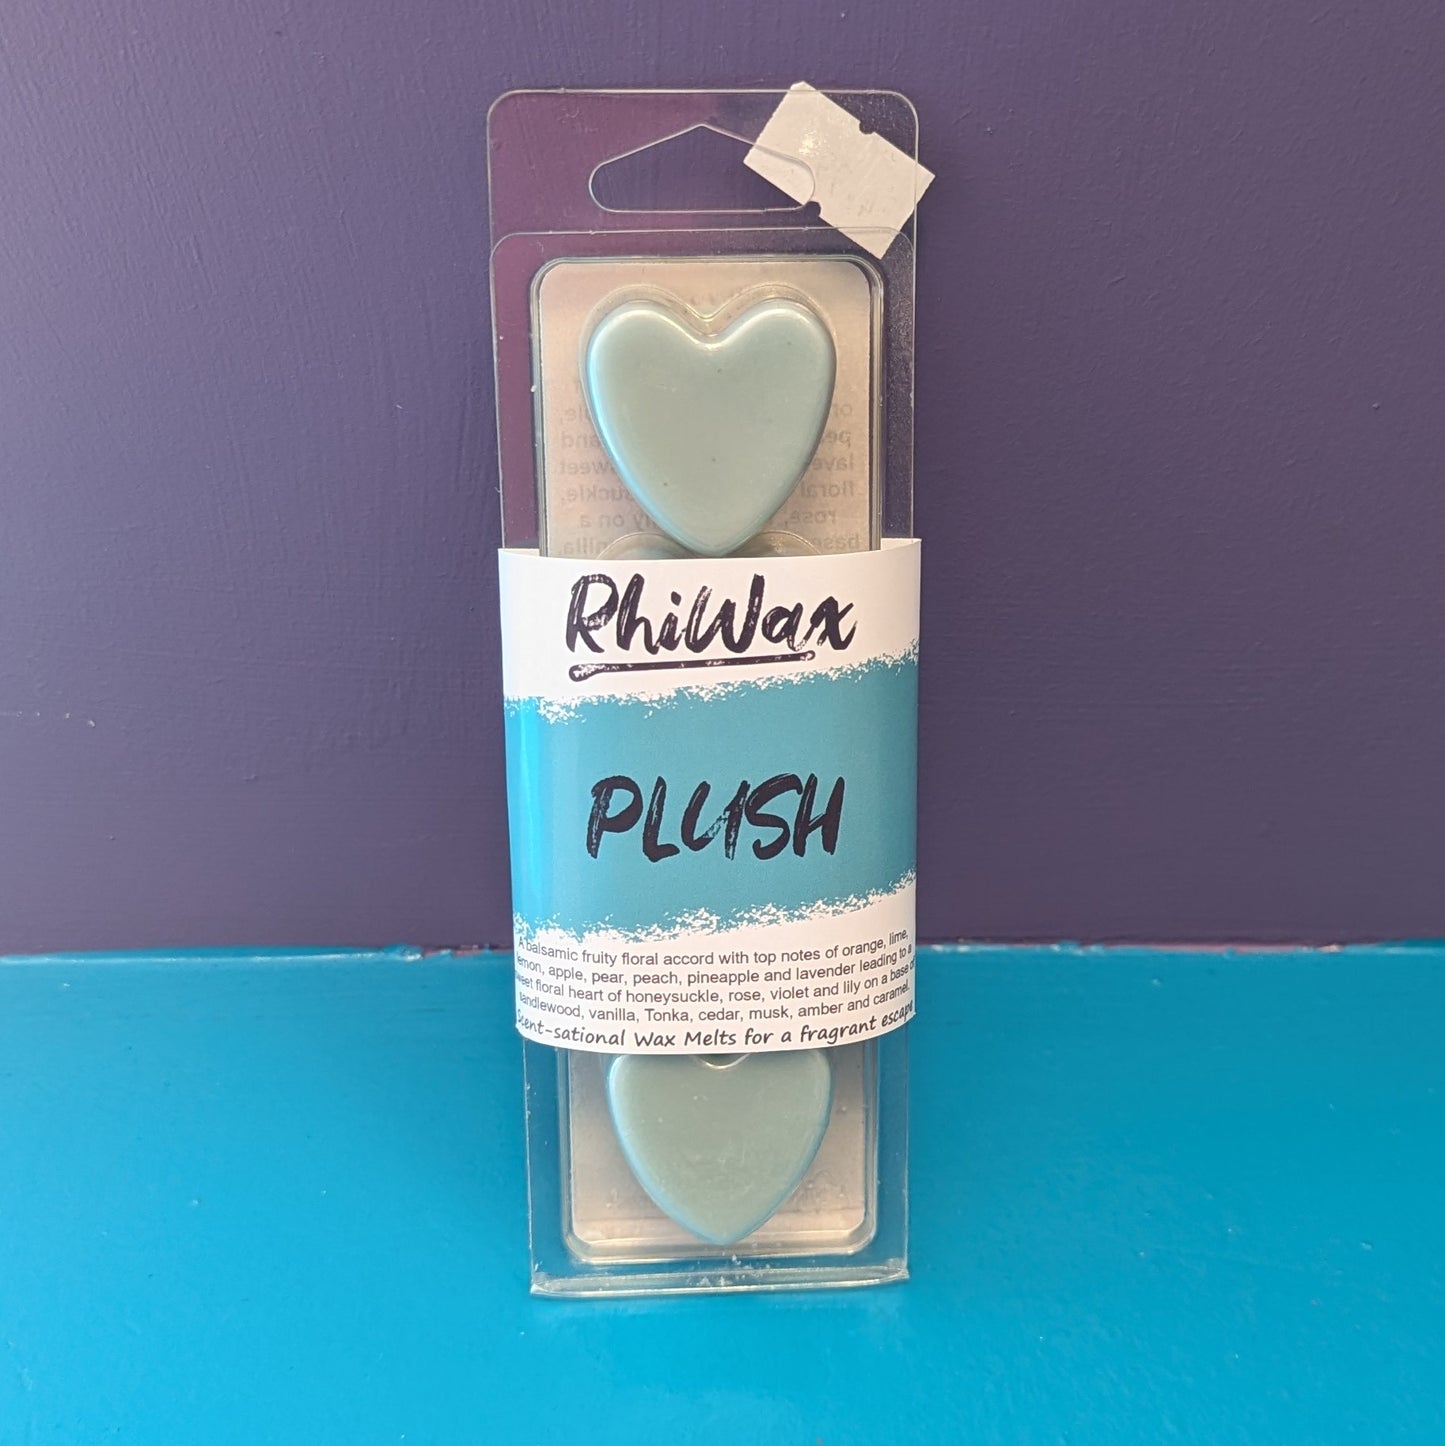 RhiWax
PLUSH
A balsamic fruity floral accord with top notes of orange, lime,
lemon, apple, pear, peach, pineapple and lavender leading to a
sweet floral heart of honeysuckle, rose, violet and lily on a base of
sandlewood, vanilla, Tonka, cedar, musk, amber and caramel.
Scent-sational Wax Melts for a fragrant escape